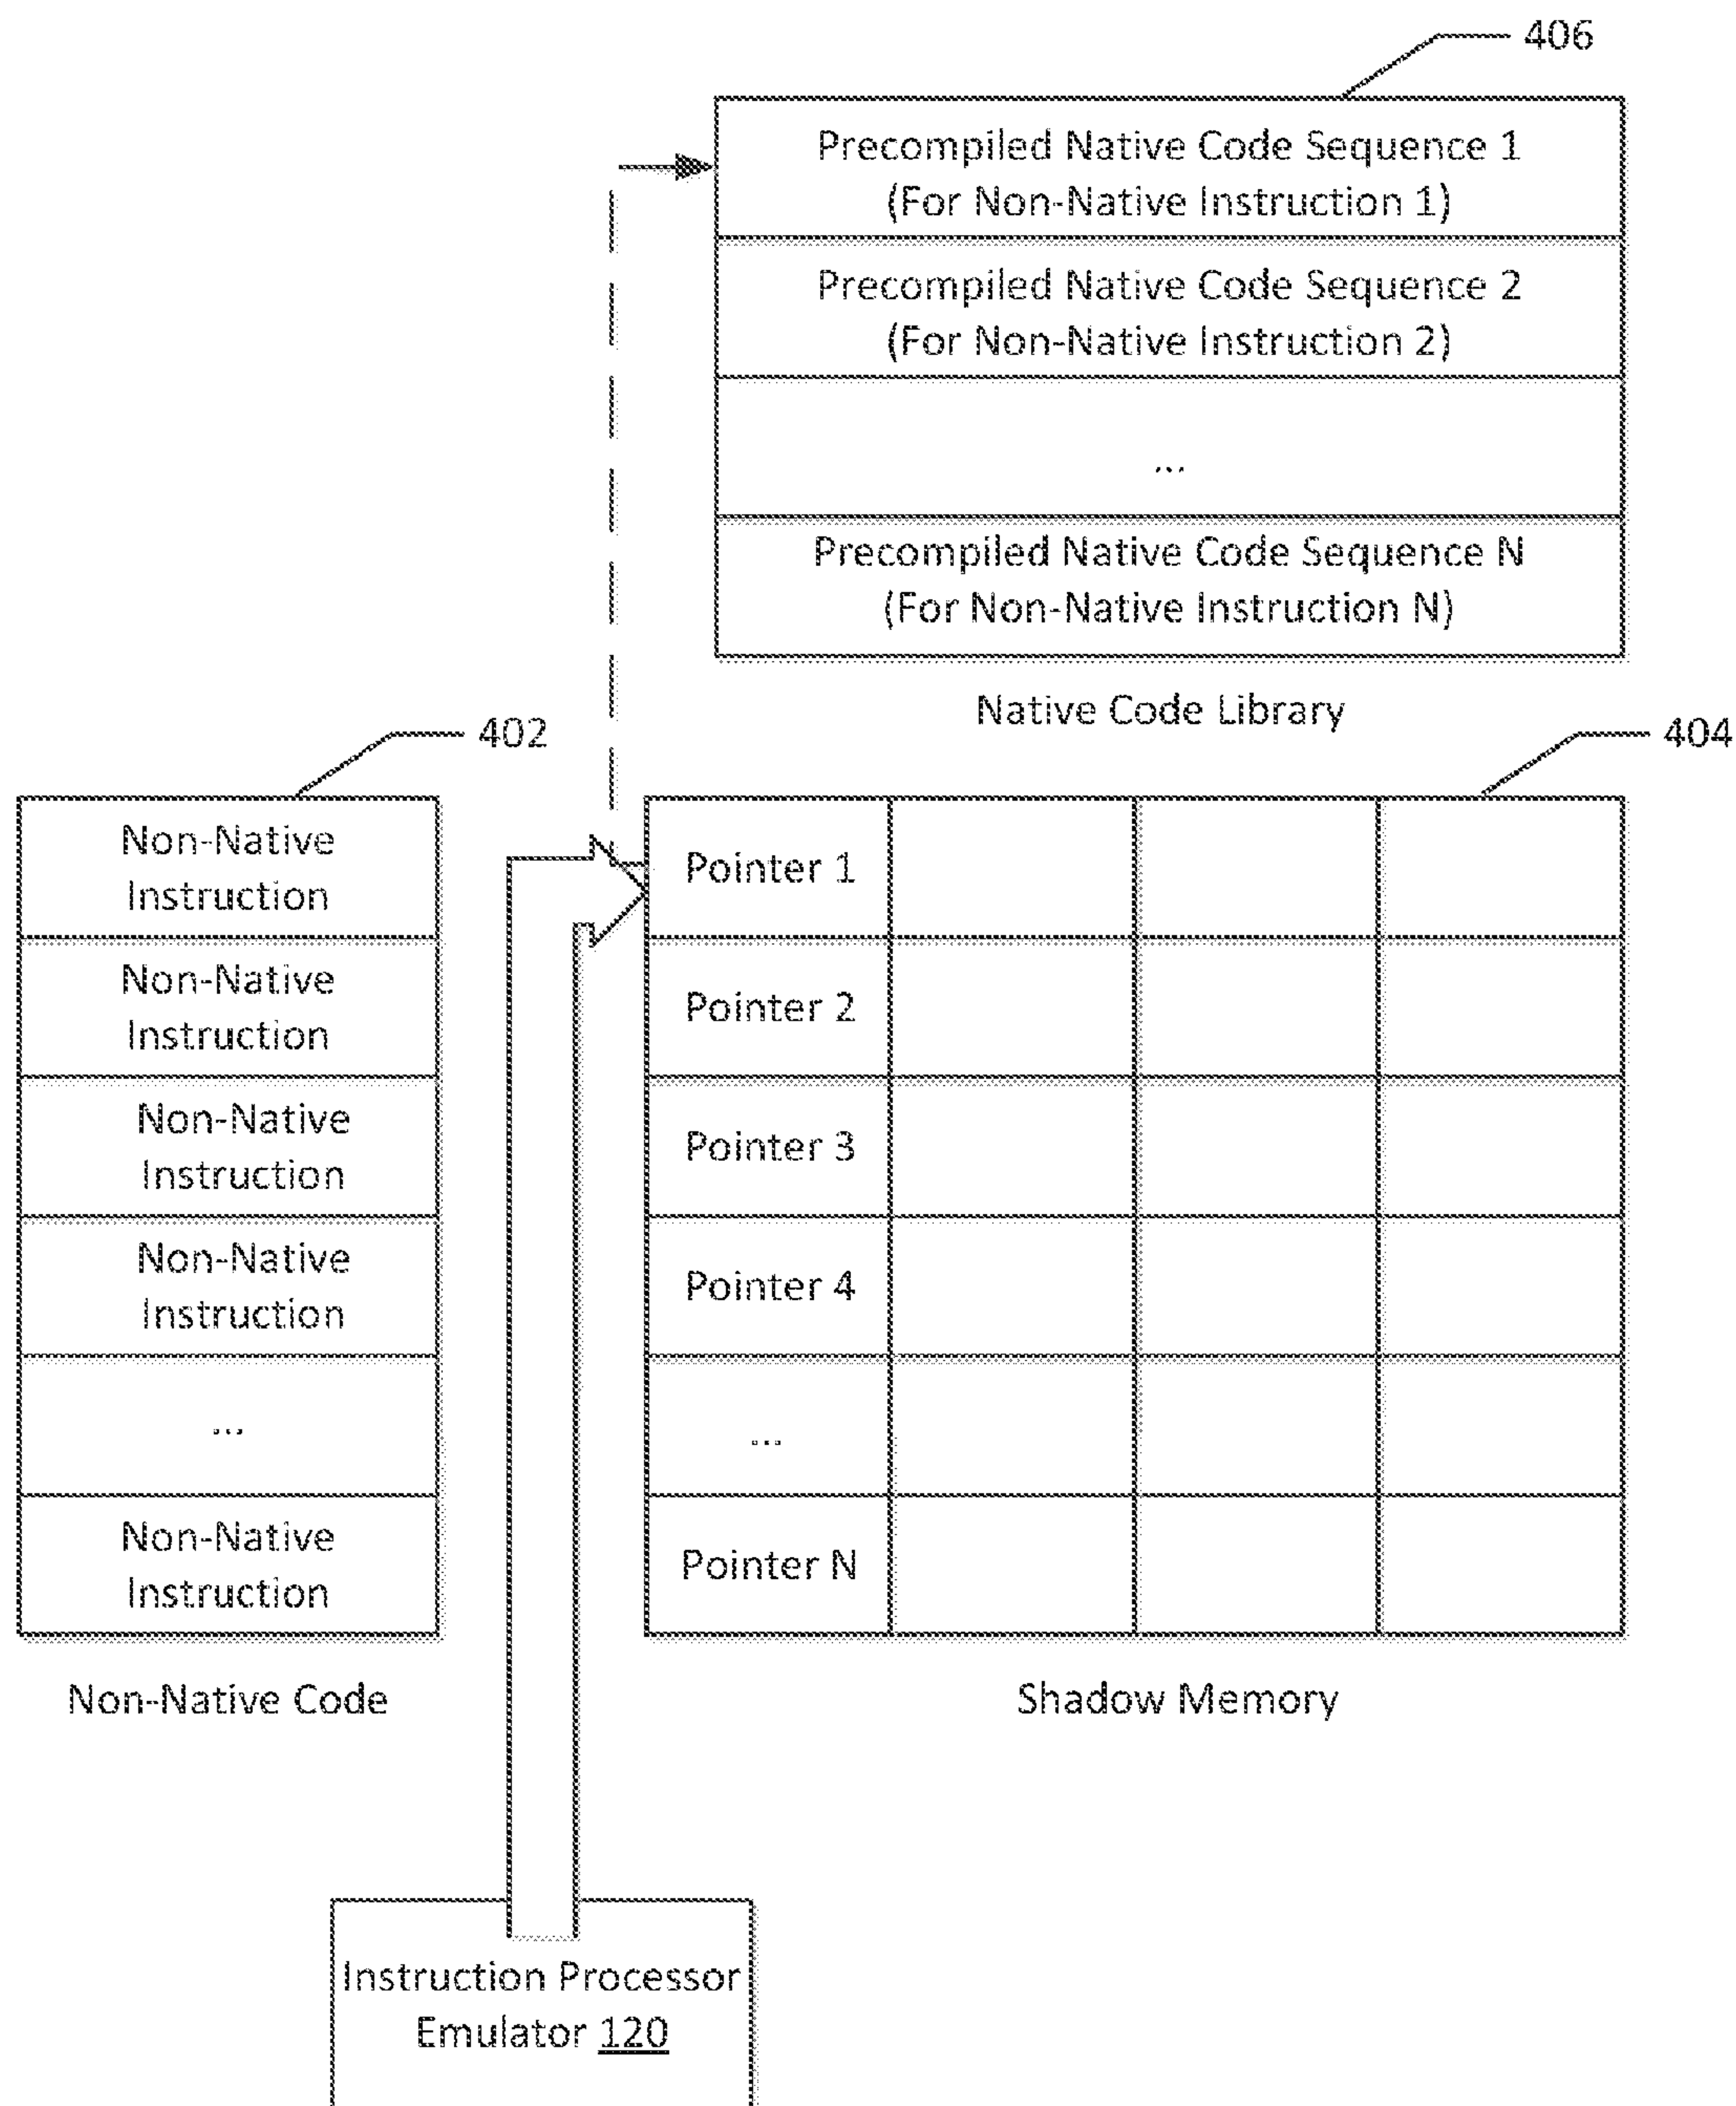 406
Precompiled Native Code Sequence 1
(For Non-Native Instruction 1)
Precompiled Native Code Sequence 2
(For Non-Native Instruction 2)
...
Precompiled Native Code Sequence N
(For Non-Native Instruction N)
Native Code Library
402
Non-Native
Instruction
Non-Native
Instruction
Non-Native
Instruction
Non-Native
Instruction
...
Non-Native
Instruction
Non-Native Code
404
Pointer 1
Pointer 2
Pointer 3
Pointer 4
...
Pointer N
Shadow Memory
Instruction Processor
Emulator 120